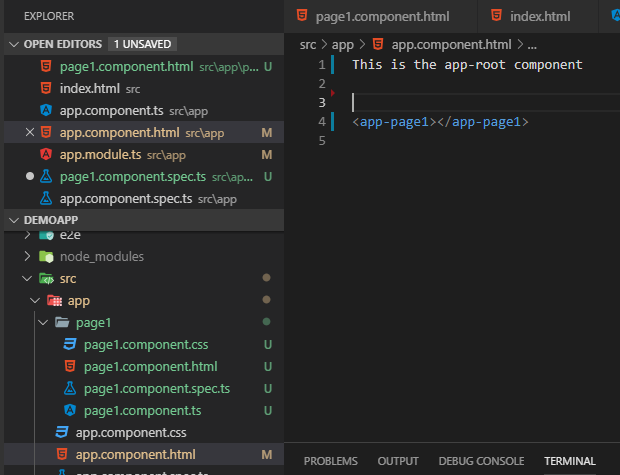 EXPLORER
OPEN EDITORS 1 UNSAVED
page1.component.html src\app\p... U
index.html src
app.component.ts src\app
app.component.html src\app M
app.module.ts src\app M
page1.component.spec.ts src\ap... U
app.component.spec.ts src\app
DEMOAPP
e2e
node_modules
src
app
page1
page1.component.css U
page1.component.html U
page1.component.spec.ts U
page1.component.ts U
app.component.css
app.component.html M
app.component.spec.ts
page1.component.html index.html
src > app > app.component.html > ...
1 This is the app-root component
2
3
4 <app-page1></app-page1>
5
PROBLEMS OUTPUT DEBUG CONSOLE TERMINAL